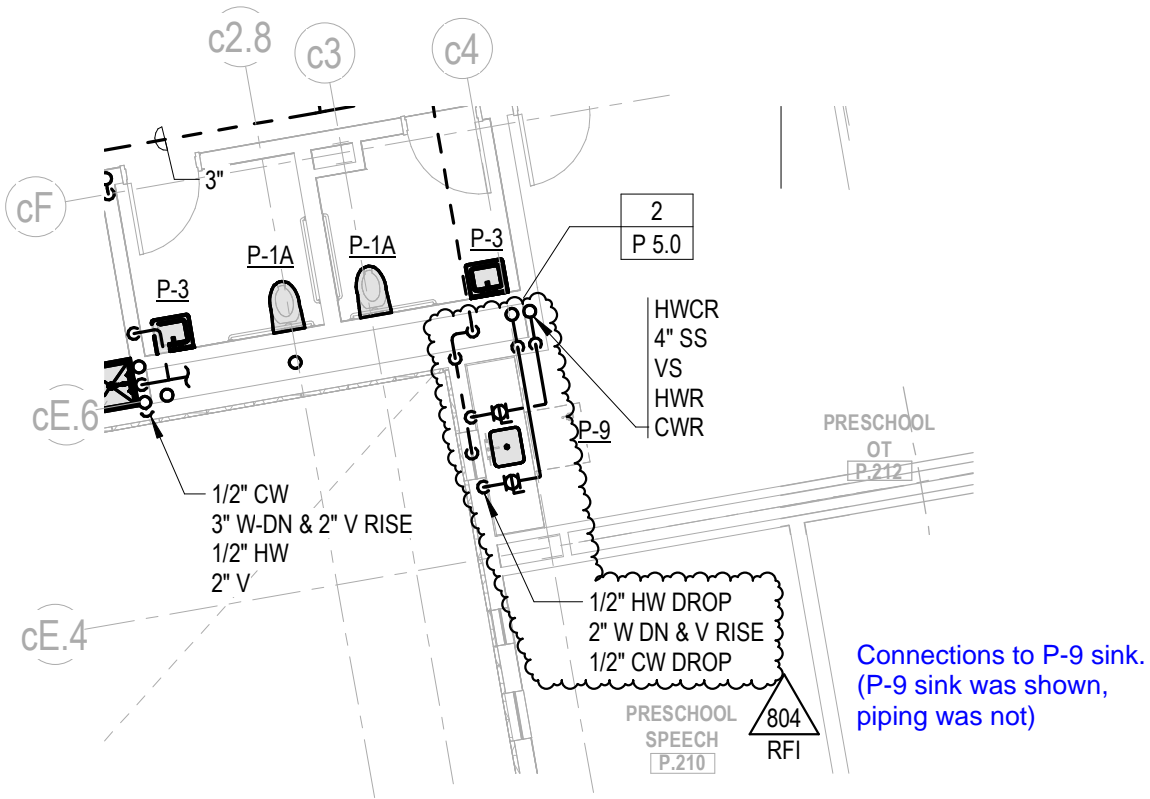 c2.8
c3
c4
3"
cF
2
P 5.0
P-1A
P-1A
P-3
P-3
HWCR
4" SS
VS
HWR
CWR
cE.6
P-9
PRESCHOOL
OT
P.212
1/2" CW
3" W-DN & 2" V RISE
1/2" HW
2" V
cE.4
1/2" HW DROP
2" W DN & V RISE
1/2" CW DROP
Connections to P-9 sink.
(P-9 sink was shown,
piping was not)
PRESCHOOL
SPEECH
P.210
804
RFI